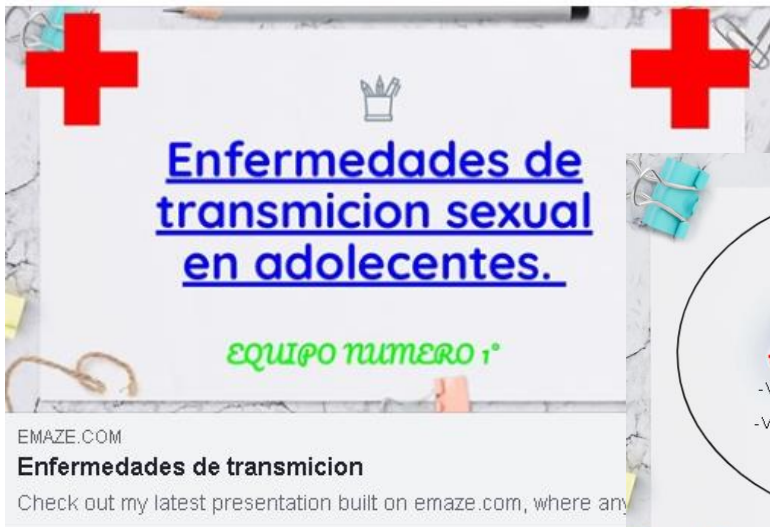 Enfermedades de
transmicion sexual
en adolecentes.
EQUIPO NUMERO 1°
EMAZE.COM
Enfermedades de transmicion
Check out my latest presentation built on emaze.com, where any